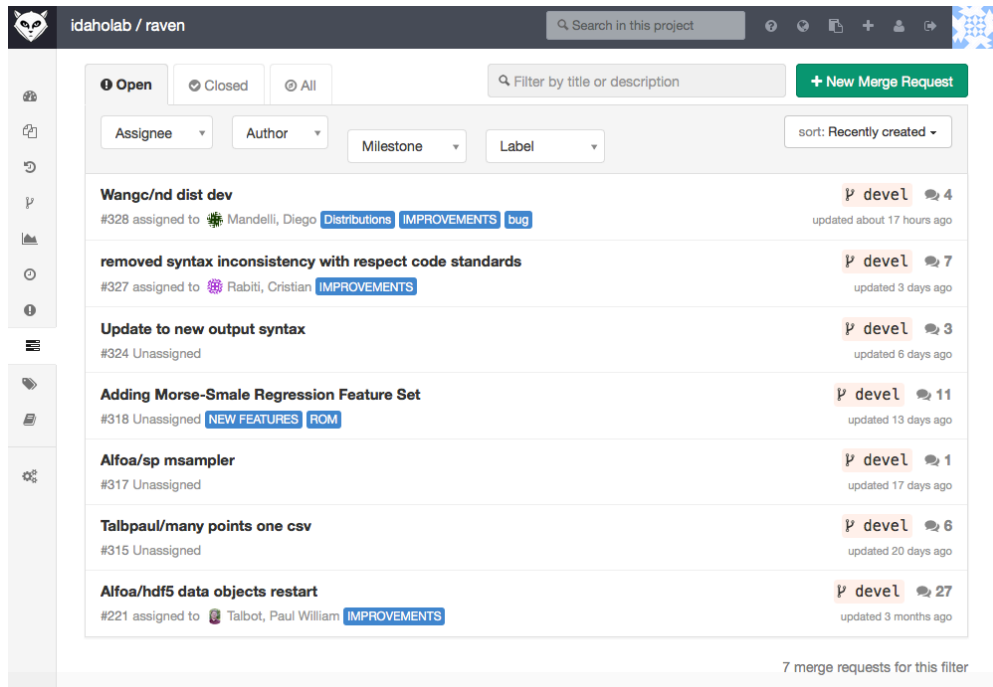 idaholab / raven
Search in this project
Open
Closed
All
Filter by title or description
+ New Merge Request
Assignee
Author
Milestone
Label
sort: Recently created
Wangc/nd dist dev
devel 4
#328 assigned to Mandelli, Diego Distributions IMPROVEMENTS bug
updated about 17 hours ago
removed syntax inconsistency with respect code standards
devel 7
#327 assigned to Rabiti, Cristian IMPROVEMENTS
updated 3 days ago
Update to new output syntax
devel 3
#324 Unassigned
updated 6 days ago
Adding Morse-Smale Regression Feature Set
devel 11
#318 Unassigned NEW FEATURES ROM
updated 13 days ago
Alfoa/sp msampler
devel 1
#317 Unassigned
updated 17 days ago
Talbpaul/many points one csv
devel 6
#315 Unassigned
updated 20 days ago
Alfoa/hdf5 data objects restart
devel 27
#221 assigned to Talbot, Paul William IMPROVEMENTS
updated 3 months ago
7 merge requests for this filter